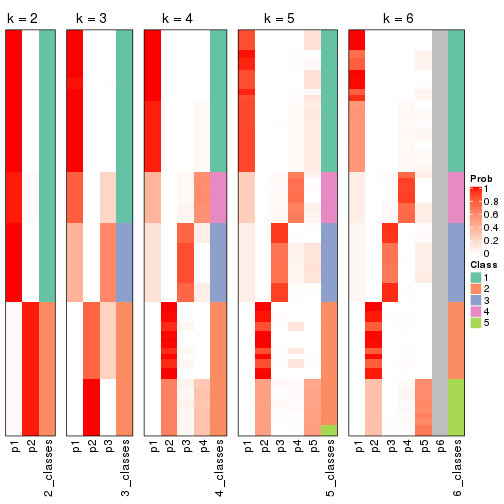 k = 2
k = 3
k = 4
k = 5
k = 6
Prob
1
0.8
0.6
0.4
0.2
0
Class
1
2
3
4
5
p1
p2
2_classes
p1
p2
p3
3_classes
p1
p2
p3
p4
4_classes
p1
p2
p3
p4
p5
5_classes
p1
p2
p3
p4
p5
p6
6_classes